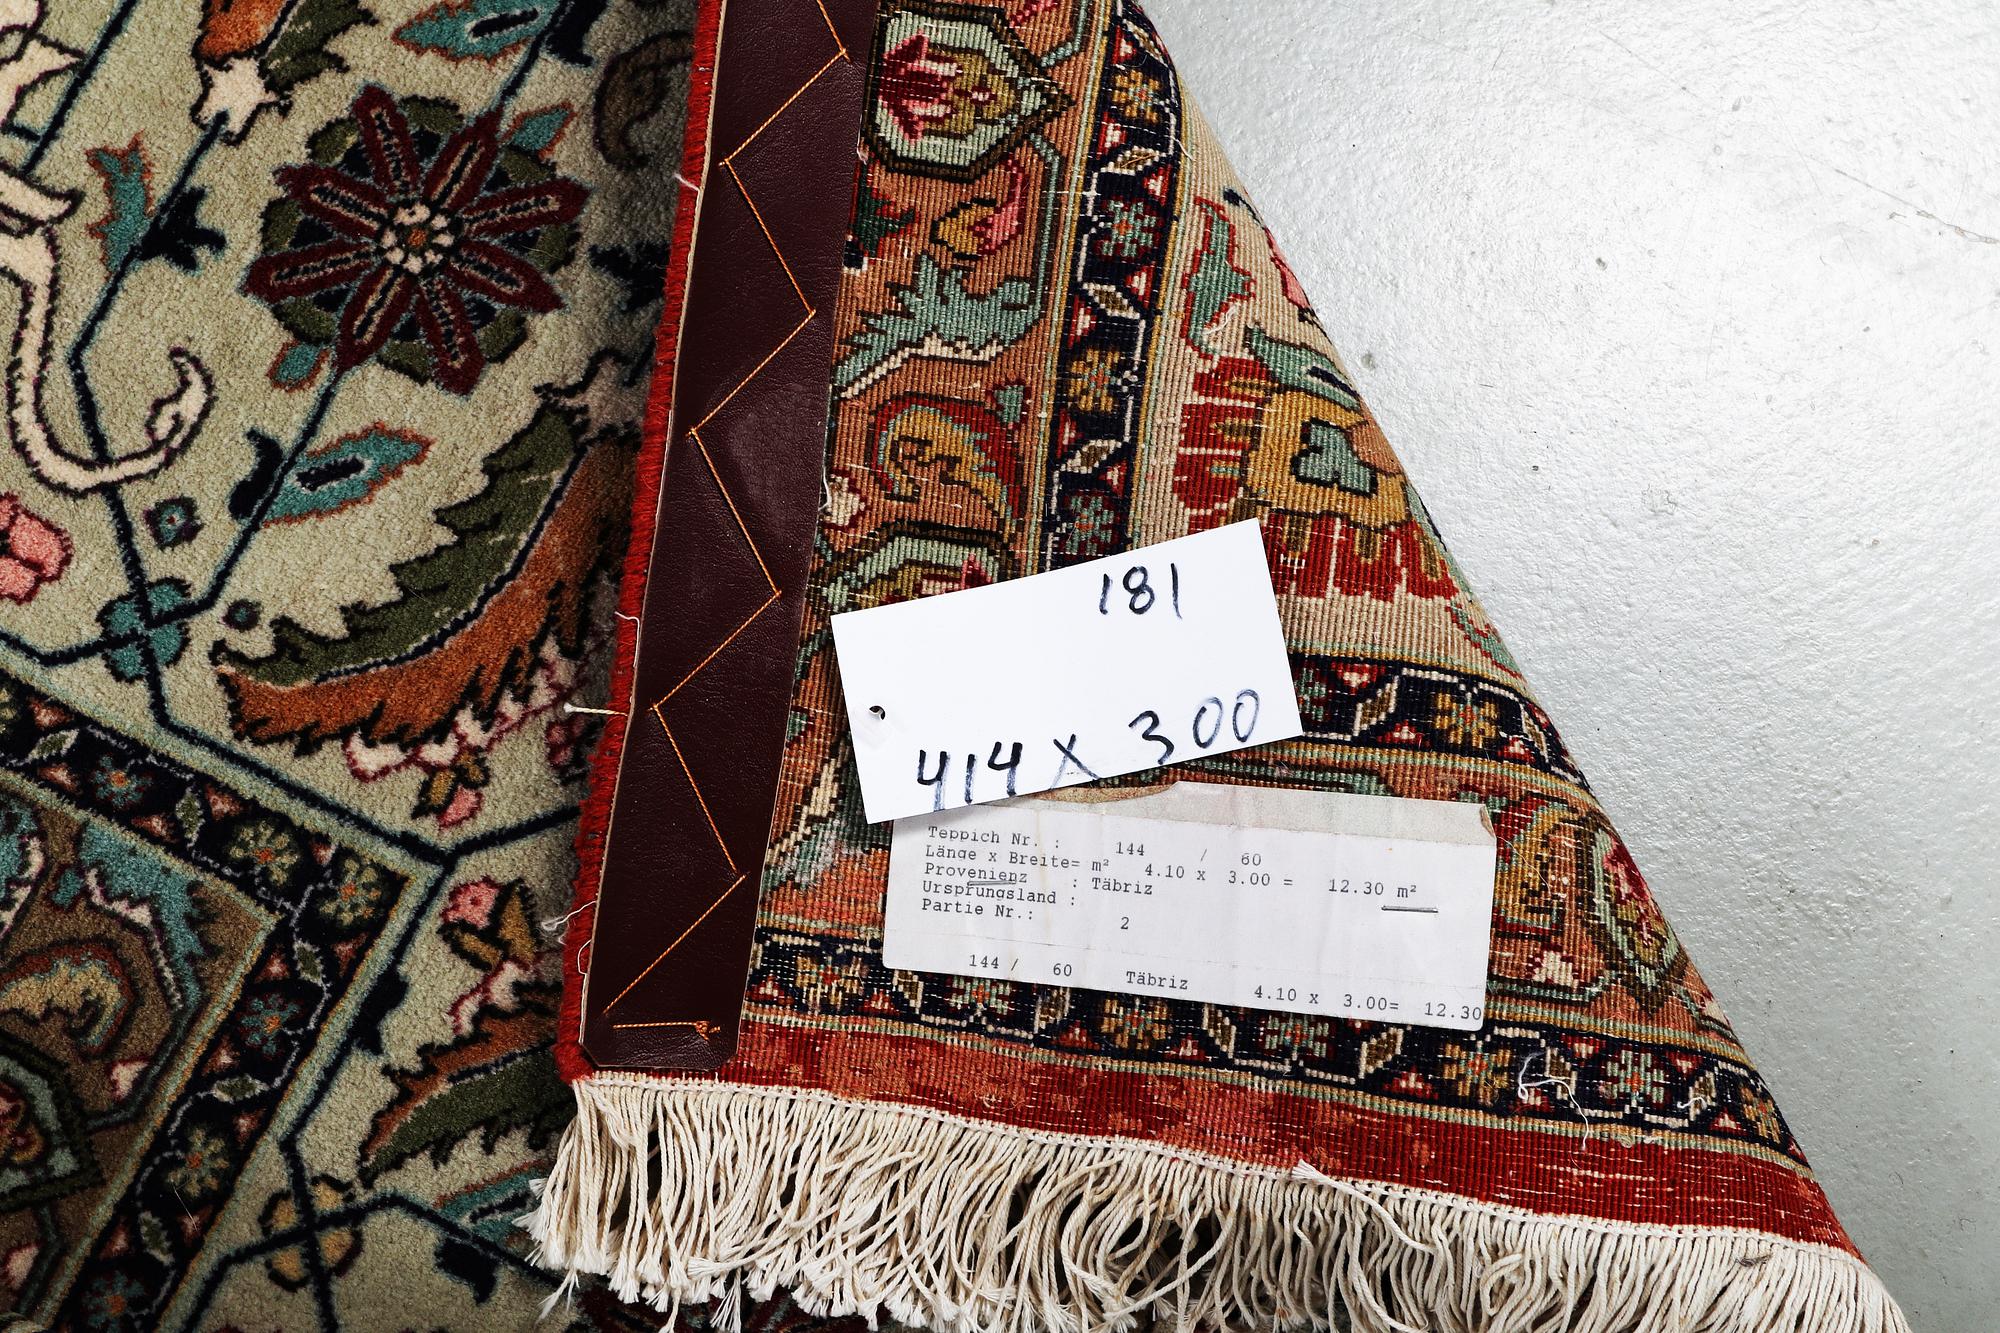 181
414 X 300
Teppich Nr. : 144 / 60
Länge x Breite= m² 4.10 x 3.00 = 12.30 m²
Provenienz : Täbriz
Ursprungsland :
Partie Nr.: 2
144 / 60 Täbriz 4.10 x 3.00= 12.30